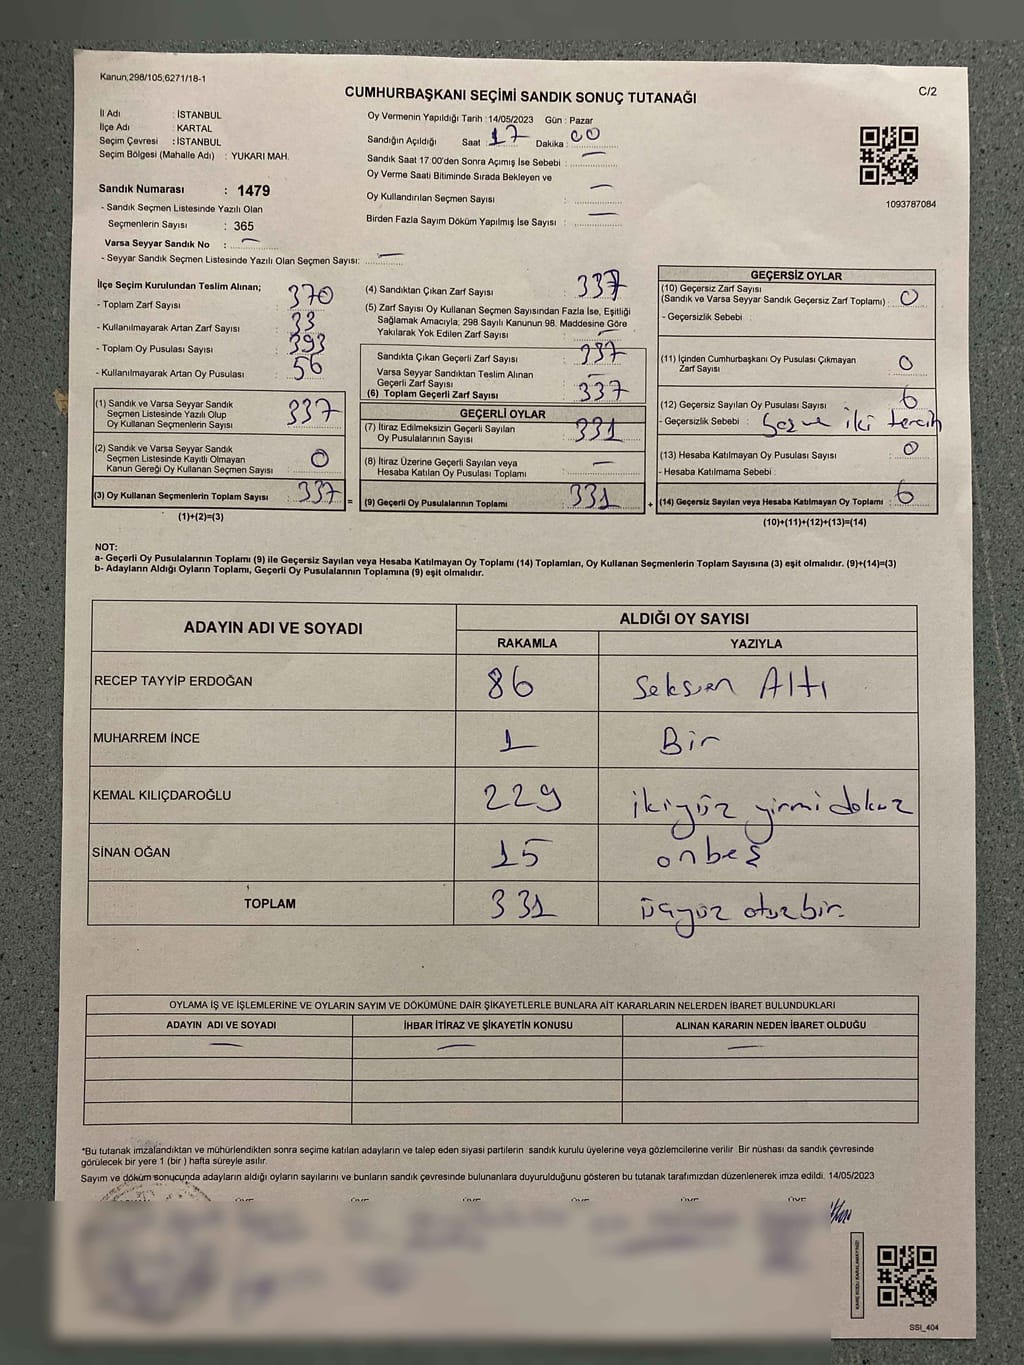 Kanun;298/105;6271/18-1
C/2
CUMHURBAŞKANI SEÇİMİ SANDIK SONUÇ TUTANAĞI
İl Adı : İSTANBUL
İlçe Adı : KARTAL
Seçim Çevresi : İSTANBUL
Seçim Bölgesi (Mahalle Adı) : YUKARI MAH.
Oy Vermenin Yapıldığı Tarih : 14/05/2023 Gün : Pazar
Sandığın Açıldığı Saat : 17 Dakika : 00
Sandık Saat 17:00'den Sonra Açımış İse Sebebi : —
Oy Verme Saati Bitiminde Sırada Bekleyen ve
Oy Kullandırılan Seçmen Sayısı : —
Birden Fazla Sayım Döküm Yapılmış İse Sayısı : —
1093787084
Sandık Numarası : 1479
- Sandık Seçmen Listesinde Yazılı Olan
Seçmenlerin Sayısı : 365
Varsa Seyyar Sandık No : —
- Seyyar Sandık Seçmen Listesinde Yazılı Olan Seçmen Sayısı: —
İlçe Seçim Kurulundan Teslim Alınan;
- Toplam Zarf Sayısı : 370
- Kullanılmayarak Artan Zarf Sayısı : 33
- Toplam Oy Pusulası Sayısı : 393
- Kullanılmayarak Artan Oy Pusulası : 56
(1) Sandık ve Varsa Seyyar Sandık
Seçmen Listesinde Yazılı Olup
Oy Kullanan Seçmenlerin Sayısı : 337
(2) Sandık ve Varsa Seyyar Sandık
Seçmen Listesinde Kayıtlı Olmayan
Kanun Gereği Oy Kullanan Seçmen Sayısı : 0
(3) Oy Kullanan Seçmenlerin Toplam Sayısı : 337
(1)+(2)=(3)
=
(4) Sandıktan Çıkan Zarf Sayısı : 337
(5) Zarf Sayısı Oy Kullanan Seçmen Sayısından Fazla İse, Eşitliği
Sağlamak Amacıyla; 298 Sayılı Kanunun 98. Maddesine Göre
Yakılarak Yok Edilen Zarf Sayısı : —
Sandıkta Çıkan Geçerli Zarf Sayısı : 337
Varsa Seyyar Sandıktan Teslim Alınan
Geçerli Zarf Sayısı : —
(6) Toplam Geçerli Zarf Sayısı : 337
GEÇERLİ OYLAR
(7) İtiraz Edilmeksizin Geçerli Sayılan
Oy Pusulalarının Sayısı : 331
(8) İtiraz Üzerine Geçerli Sayılan veya
Hesaba Katılan Oy Pusulaları Toplamı : —
(9) Geçerli Oy Pusulalarının Toplamı : 331
+
GEÇERSİZ OYLAR
(10) Geçersiz Zarf Sayısı
(Sandık ve Varsa Seyyar Sandık Geçersiz Zarf Toplamı) : 0
- Geçersizlik Sebebi :
(11) İçinden Cumhurbaşkanı Oy Pusulası Çıkmayan
Zarf Sayısı : 0
(12) Geçersiz Sayılan Oy Pusulası Sayısı : 6
- Geçersizlik Sebebi : iki tercih
(13) Hesaba Katılmayan Oy Pusulası Sayısı : 0
- Hesaba Katılmama Sebebi :
(14) Geçersiz Sayılan veya Hesaba Katılmayan Oy Toplamı : 6
(10)+(11)+(12)+(13)=(14)
NOT:
a- Geçerli Oy Pusulalarının Toplamı (9) ile Geçersiz Sayılan veya Hesaba Katılmayan Oy Toplamı (14) Toplamları, Oy Kullanan Seçmenlerin Toplam Sayısına (3) eşit olmalıdır. (9)+(14)=(3)
b- Adayların Aldığı Oyların Toplamı, Geçerli Oy Pusulalarının Toplamına (9) eşit olmalıdır.
ADAYIN ADI VE SOYADI
ALDIĞI OY SAYISI
RAKAMLA YAZIYLA
RECEP TAYYİP ERDOĞAN 86 Seksen Altı
MUHARREM İNCE 1 Bir
KEMAL KILIÇDAROĞLU 229 ikiyüz yirmi dokuz
SİNAN OĞAN 15 onbeş
TOPLAM 331 üçyüz otuzbir.
OYLAMA İŞ VE İŞLEMLERİNE VE OYLARIN SAYIM VE DÖKÜMÜNE DAİR ŞİKAYETLERLE BUNLARA AİT KARARLARIN NELERDEN İBARET BULUNDUKLARI
ADAYIN ADI VE SOYADI İHBAR İTİRAZ VE ŞİKAYETİN KONUSU ALINAN KARARIN NEDEN İBARET OLDUĞU
— — —
*Bu tutanak imzalandıktan ve mühürlendikten sonra seçime katılan adayların ve talep eden siyasi partilerin sandık kurulu üyelerine veya gözlemcilerine verilir. Bir nüshası da sandık çevresinde
görülecek bir yere 1 (bir) hafta süreyle asılır.
Sayım ve döküm sonucunda adayların aldığı oyların sayılarını ve bunların sandık çevresinde bulunanlara duyurulduğunu gösteren bu tutanak tarafımızdan düzenlenerek imza edildi. 14/05/2023
SSI_404